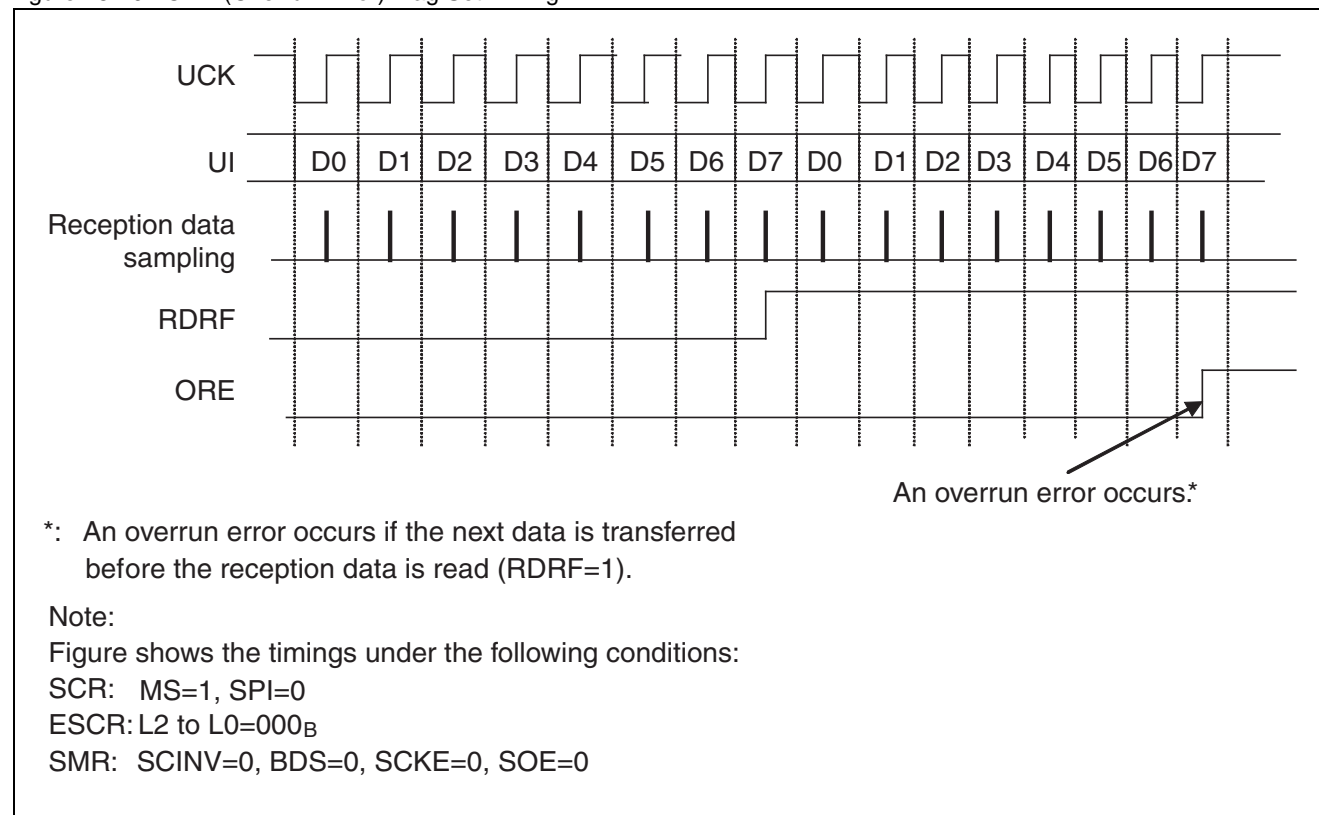 UCK
UI D0 D1 D2 D3 D4 D5 D6 D7 D0 D1 D2 D3 D4 D5 D6 D7
Reception data
sampling
RDRF
ORE
An overrun error occurs.*
*: An overrun error occurs if the next data is transferred
before the reception data is read (RDRF=1).
Note:
Figure shows the timings under the following conditions:
SCR: MS=1, SPI=0
ESCR: L2 to L0=000B
SMR: SCINV=0, BDS=0, SCKE=0, SOE=0